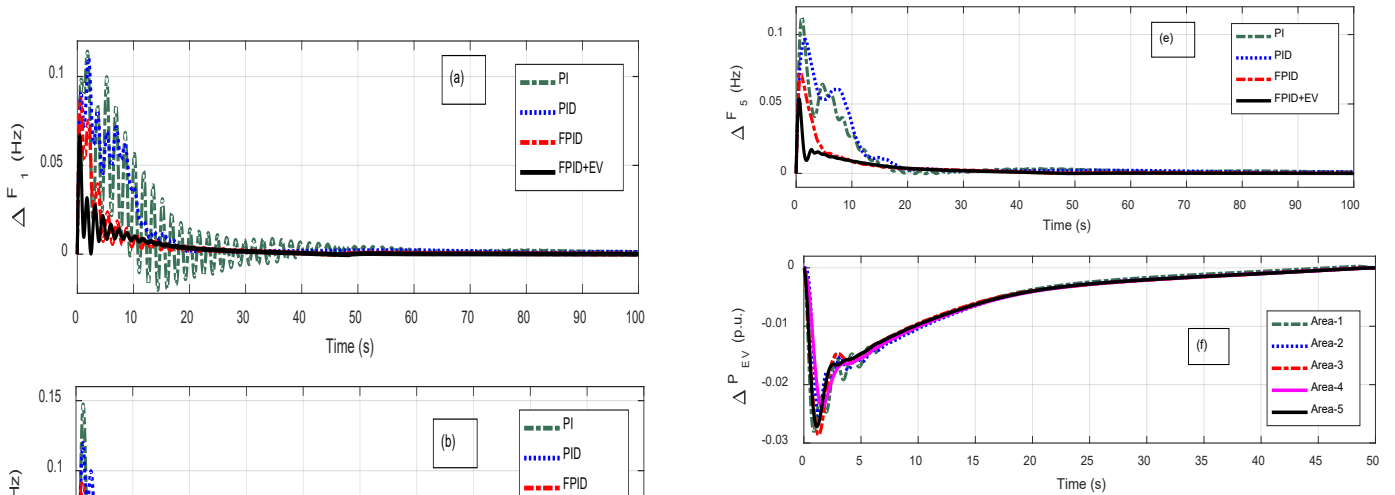 (a)
PI
PID
FPID
FPID+EV
0.1
0.05
0
Δ F 1 (Hz)
0 10 20 30 40 50 60 70 80 90 100
Time (s)
(b)
PI
PID
FPID
0.15
0.1
Hz)
(e)
PI
PID
FPID
FPID+EV
0.1
0.05
0
Δ F 5 (Hz)
0 10 20 30 40 50 60 70 80 90 100
Time (s)
(f)
Area-1
Area-2
Area-3
Area-4
Area-5
0
-0.01
-0.02
-0.03
Δ P EV (p.u.)
0 5 10 15 20 25 30 35 40 45 50
Time (s)